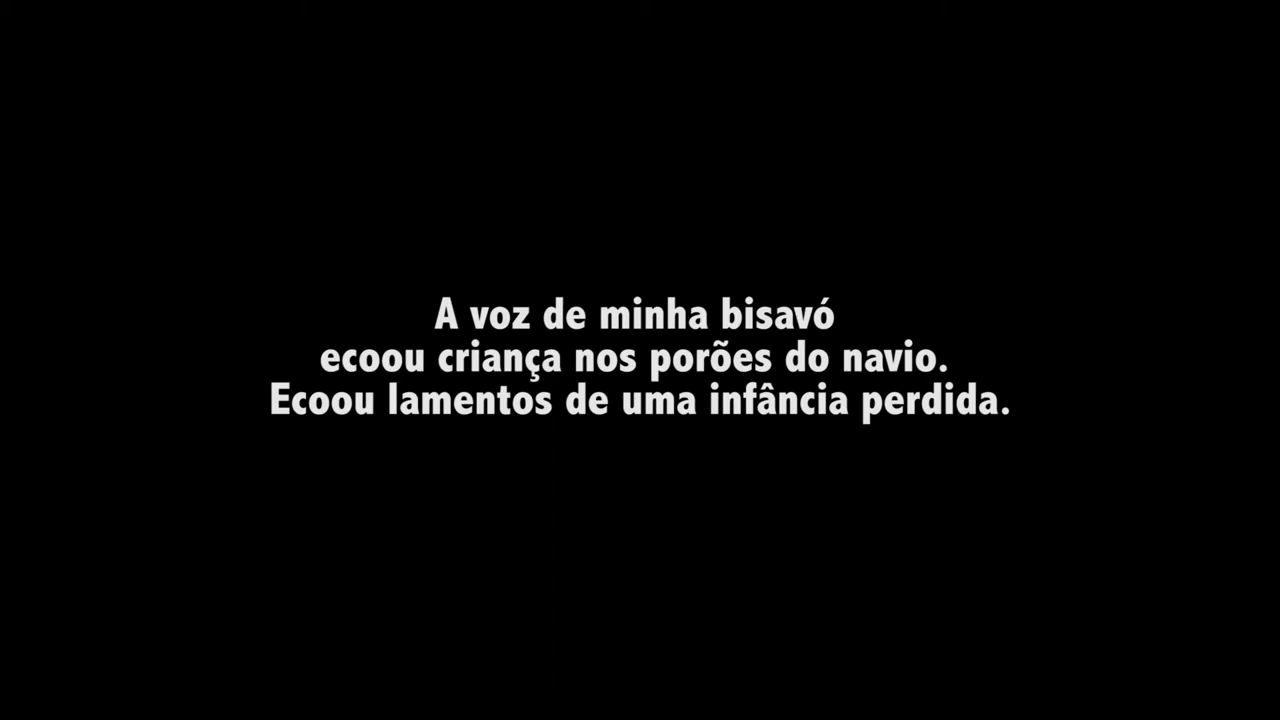 A voz de minha bisavó
ecoou criança nos porões do navio.
Ecoou lamentos de uma infância perdida.